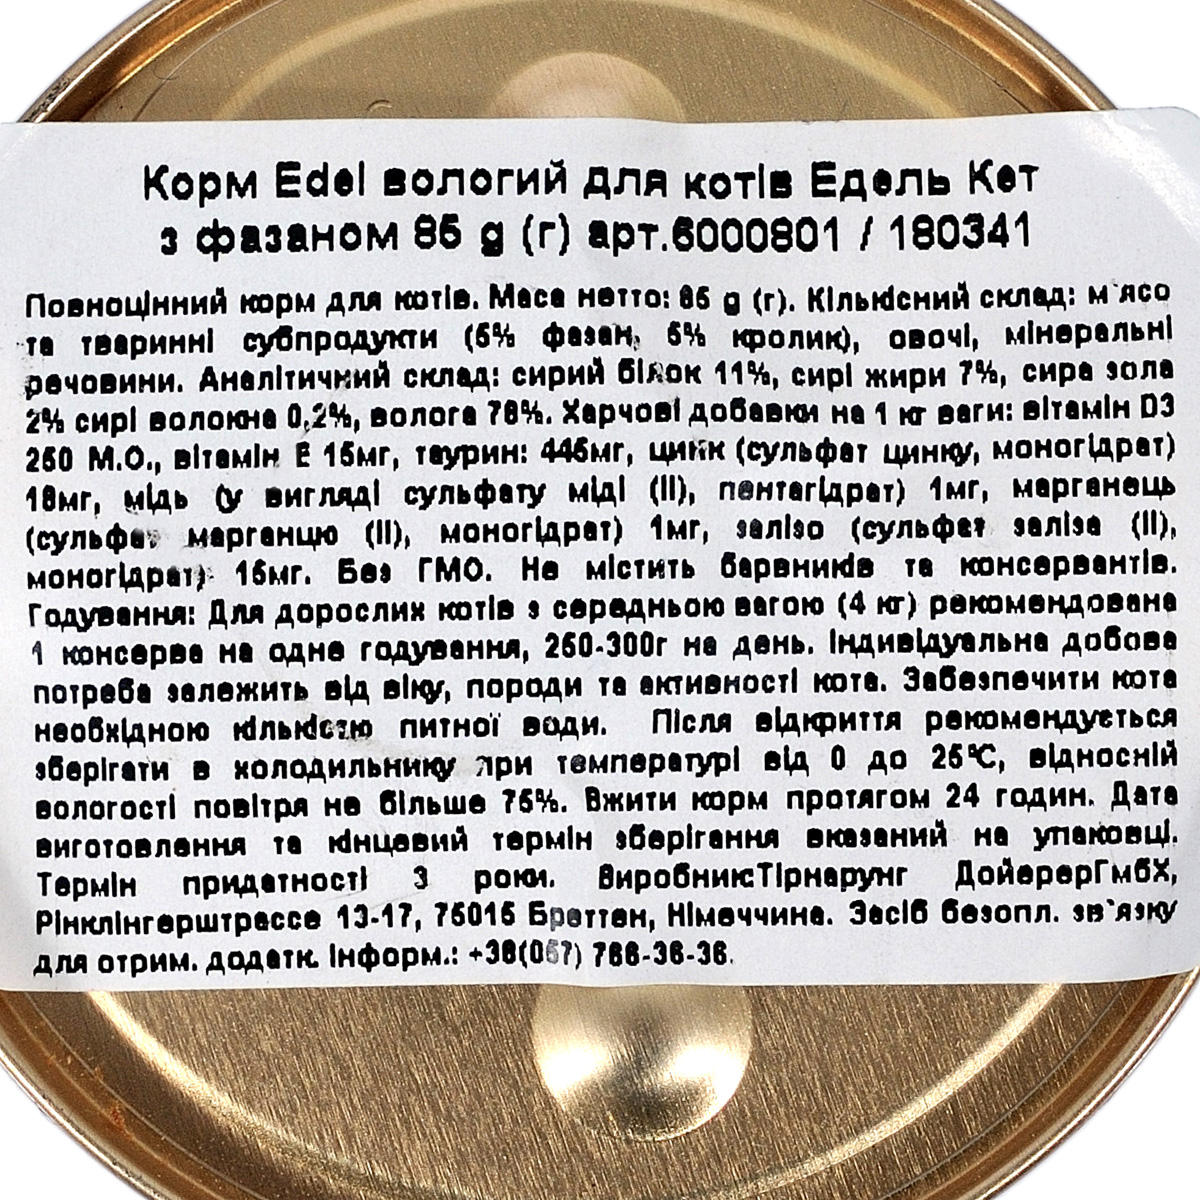 Корм Edel вологий для котів Едель Кет
з фазаном 85 g (г) арт.6000801 / 180341
Повноцінний корм для котів. Маса нетто: 85 g (г). Кількісний склад: м`ясо
та тваринні субпродукти (5% фазан, 5% кролик), овочі, мінеральні
речовини. Аналітичний склад: сирий білок 11%, сирі жири 7%, сира зола
2% сирі волокна 0,2%, волога 78%. Харчові добавки на 1 кг ваги: вітамін D3
250 М.О., вітамін Е 15мг, таурин: 445мг, цинк (сульфат цинку, моногідрат)
18мг, мідь (у вигляді сульфату міді (II), пентагідрат) 1мг, марганець
(сульфат марганцю (II), моногідрат) 1мг, залізо (сульфат заліза (II),
моногідрат) 15мг. Без ГМО. Не містить барвників та консервантів.
Годування: Для дорослих котів з середньою вагою (4 кг) рекомендована
1 консерва на одне годування, 250-300г на день. Індивідуальна добова
потреба залежить від віку, породи та активності кота. Забезпечити кота
необхідною кількістю питної води. Після відкриття рекомендується
зберігати в холодильнику при температурі від 0 до 25°C, відносній
вологості повітря не більше 75%. Вжити корм протягом 24 годин. Дата
виготовлення та кінцевий термін зберігання вказаний на упаковці.
Термін придатності 3 роки. Виробник:Тірнарунг ДойерерГмбХ,
Рінклінгерштрассе 13-17, 75015 Бреттен, Німеччина. Засіб безопл. зв`язку
для отрим. додатк. інформ.: +38(057) 766-36-36.